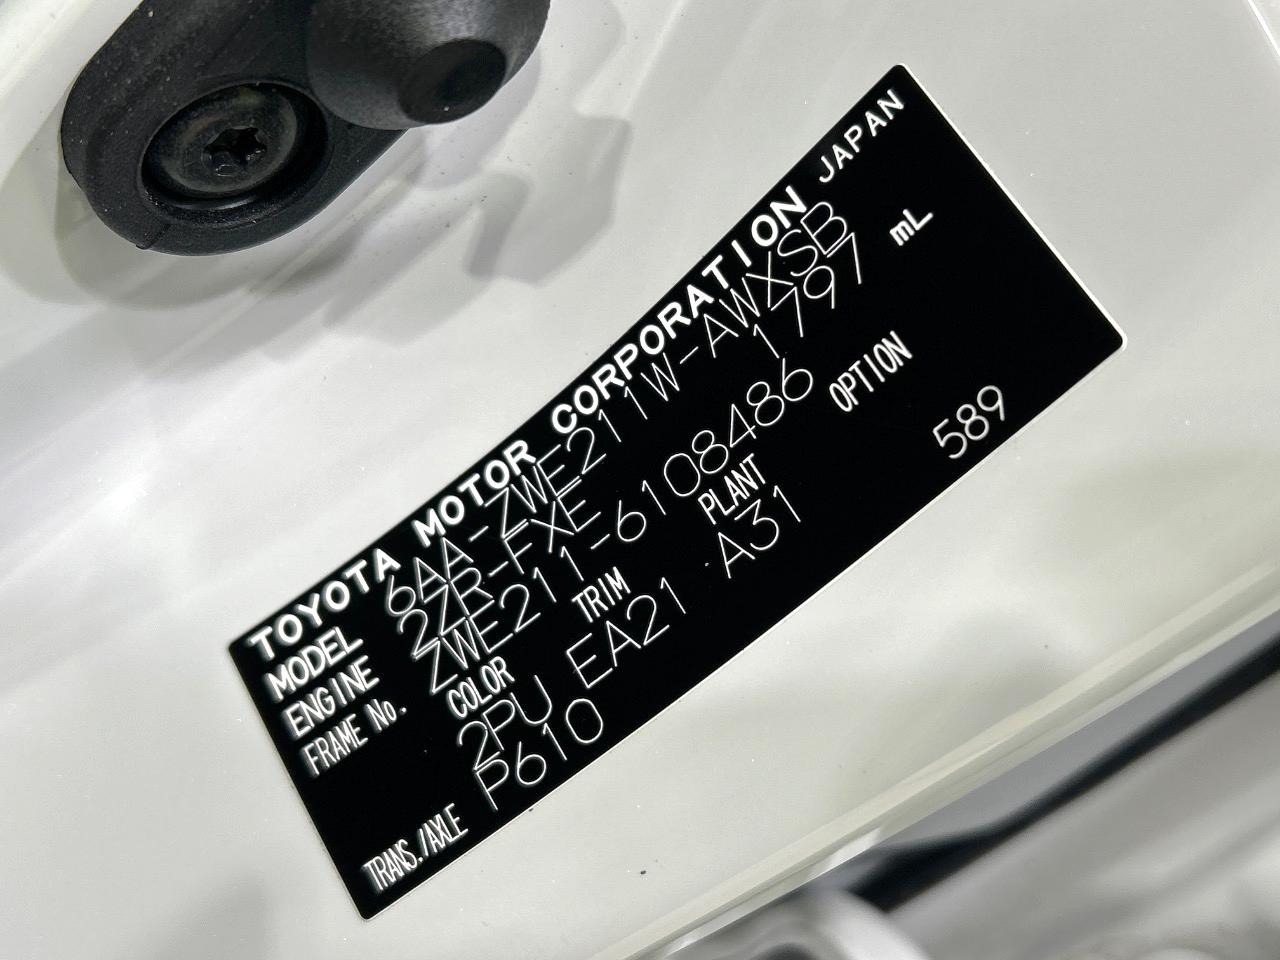 TOYOTA MOTOR CORPORATION JAPAN
MODEL 6AA-ZWE211W-AWXSB
ENGINE 2ZR-FXE 1797 mL
FRAME No. ZWE211-6108486
COLOR TRIM PLANT OPTION
2PU EA21 A31 589
TRANS./AXLE P610